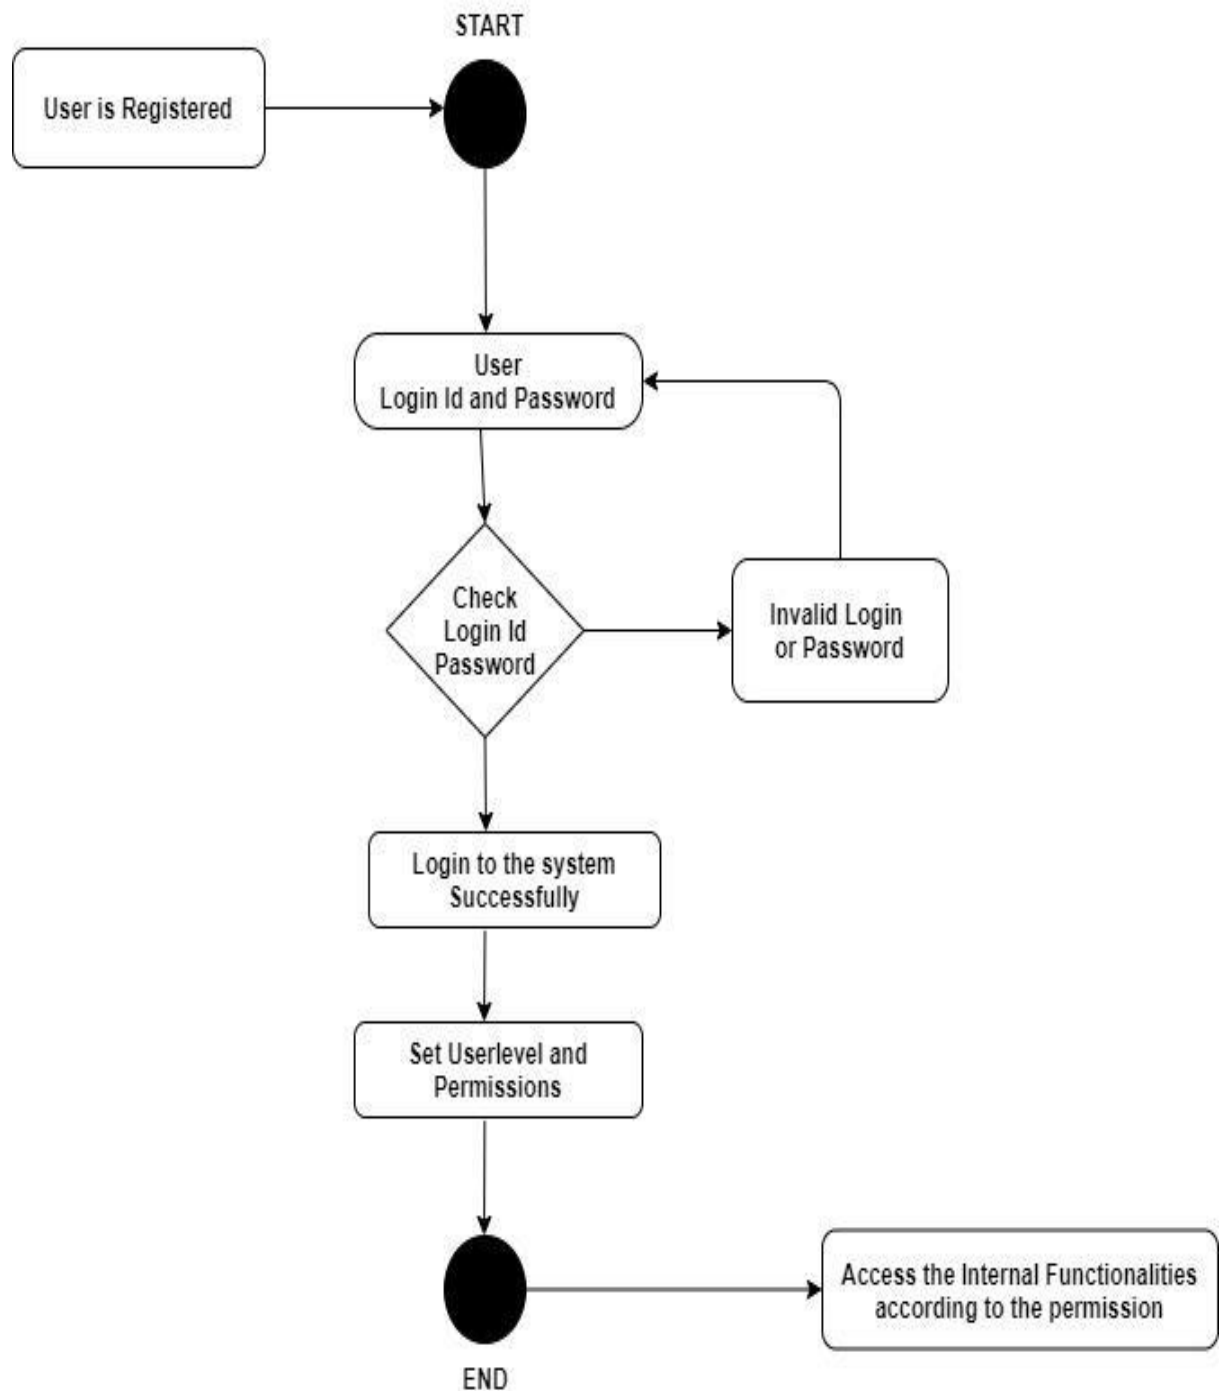 START
User is Registered
User
Login Id and Password
Check
Login Id
Password
Invalid Login
or Password
Login to the system
Successfully
Set Userlevel and
Permissions
Access the Internal Functionalities
according to the permission
END